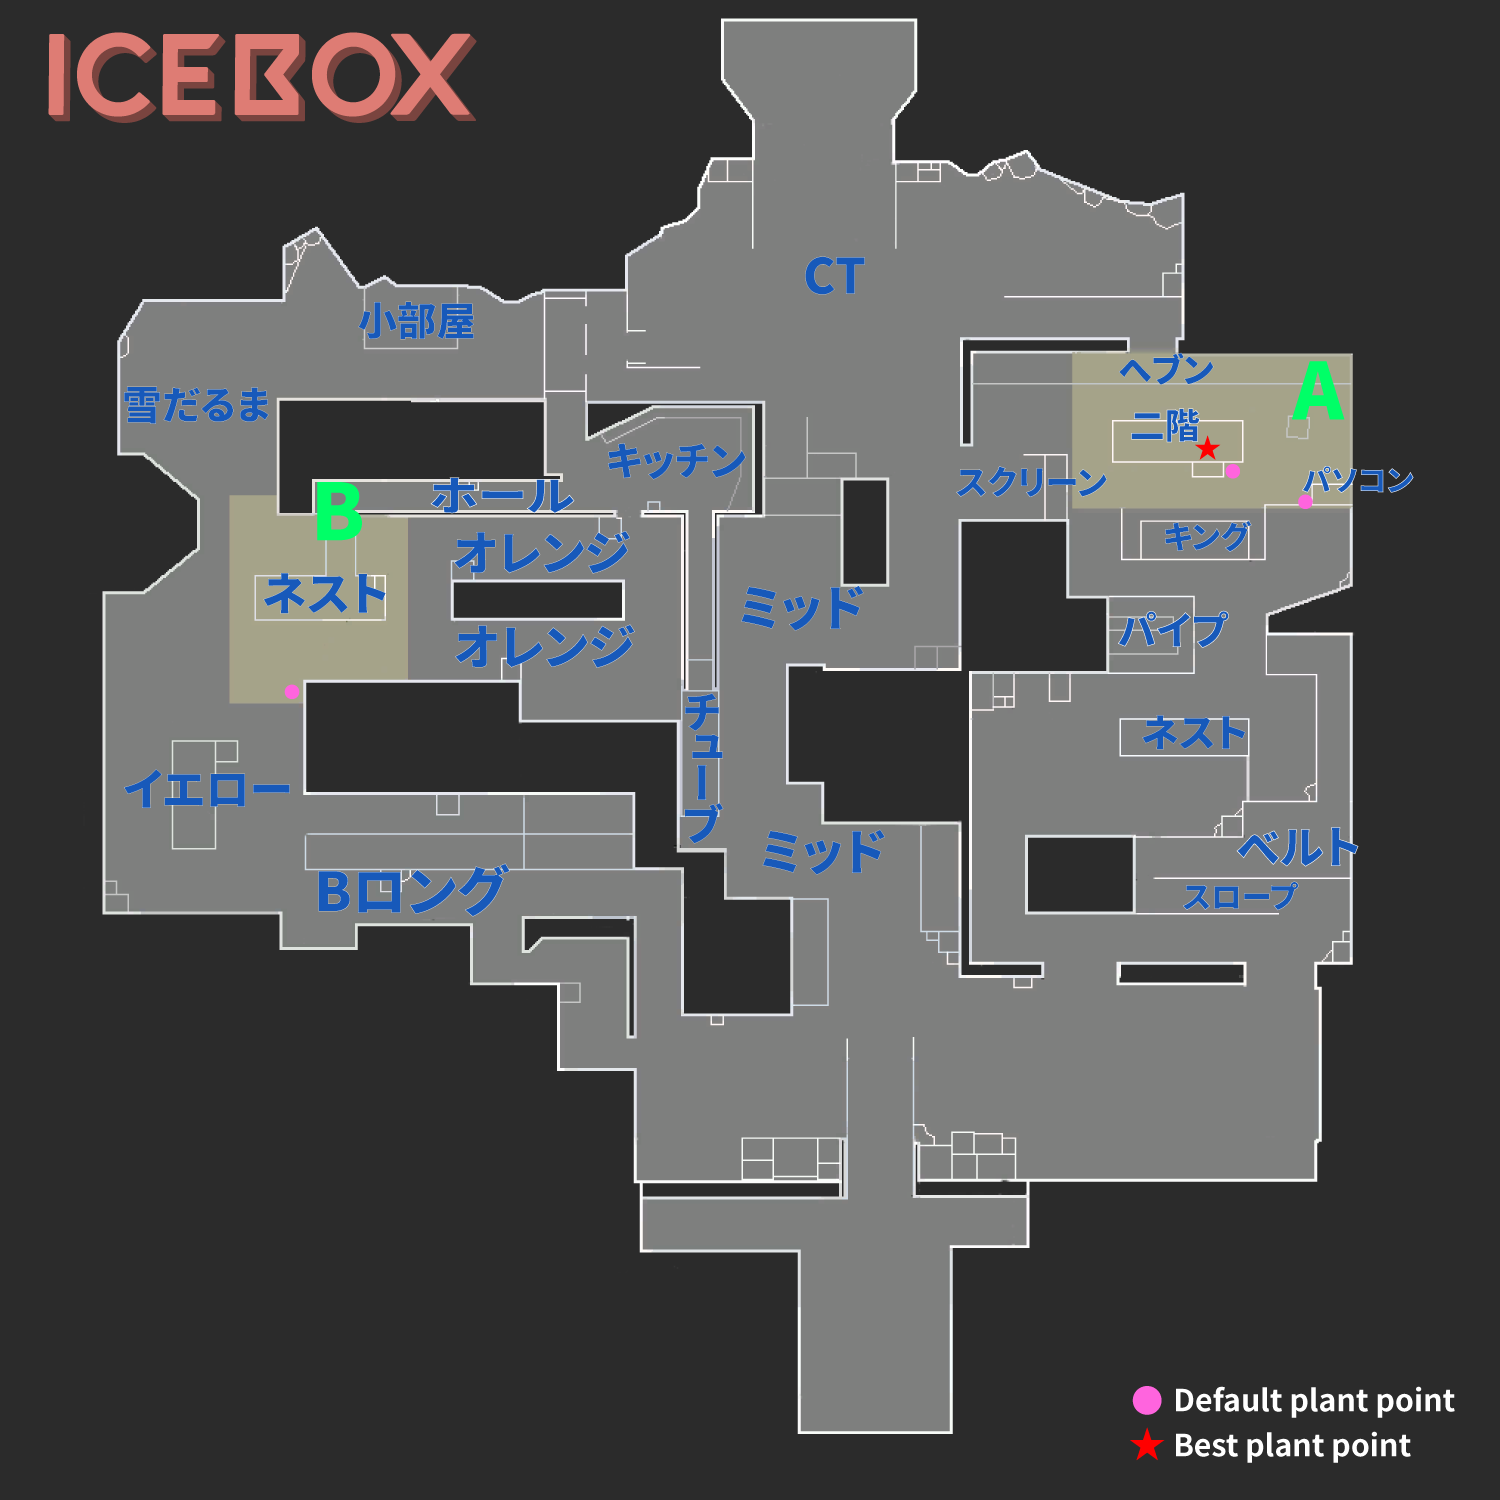 ICEBOX
CT
小部屋
雪だるま
ヘブン
A
二階
キッチン
スクリーン
パソコン
B
ホール
キング
オレンジ
ネスト
ミッド
パイプ
オレンジ
チューブ
ネスト
イエロー
ミッド
ベルト
Bロング
スロープ
Default plant point
Best plant point